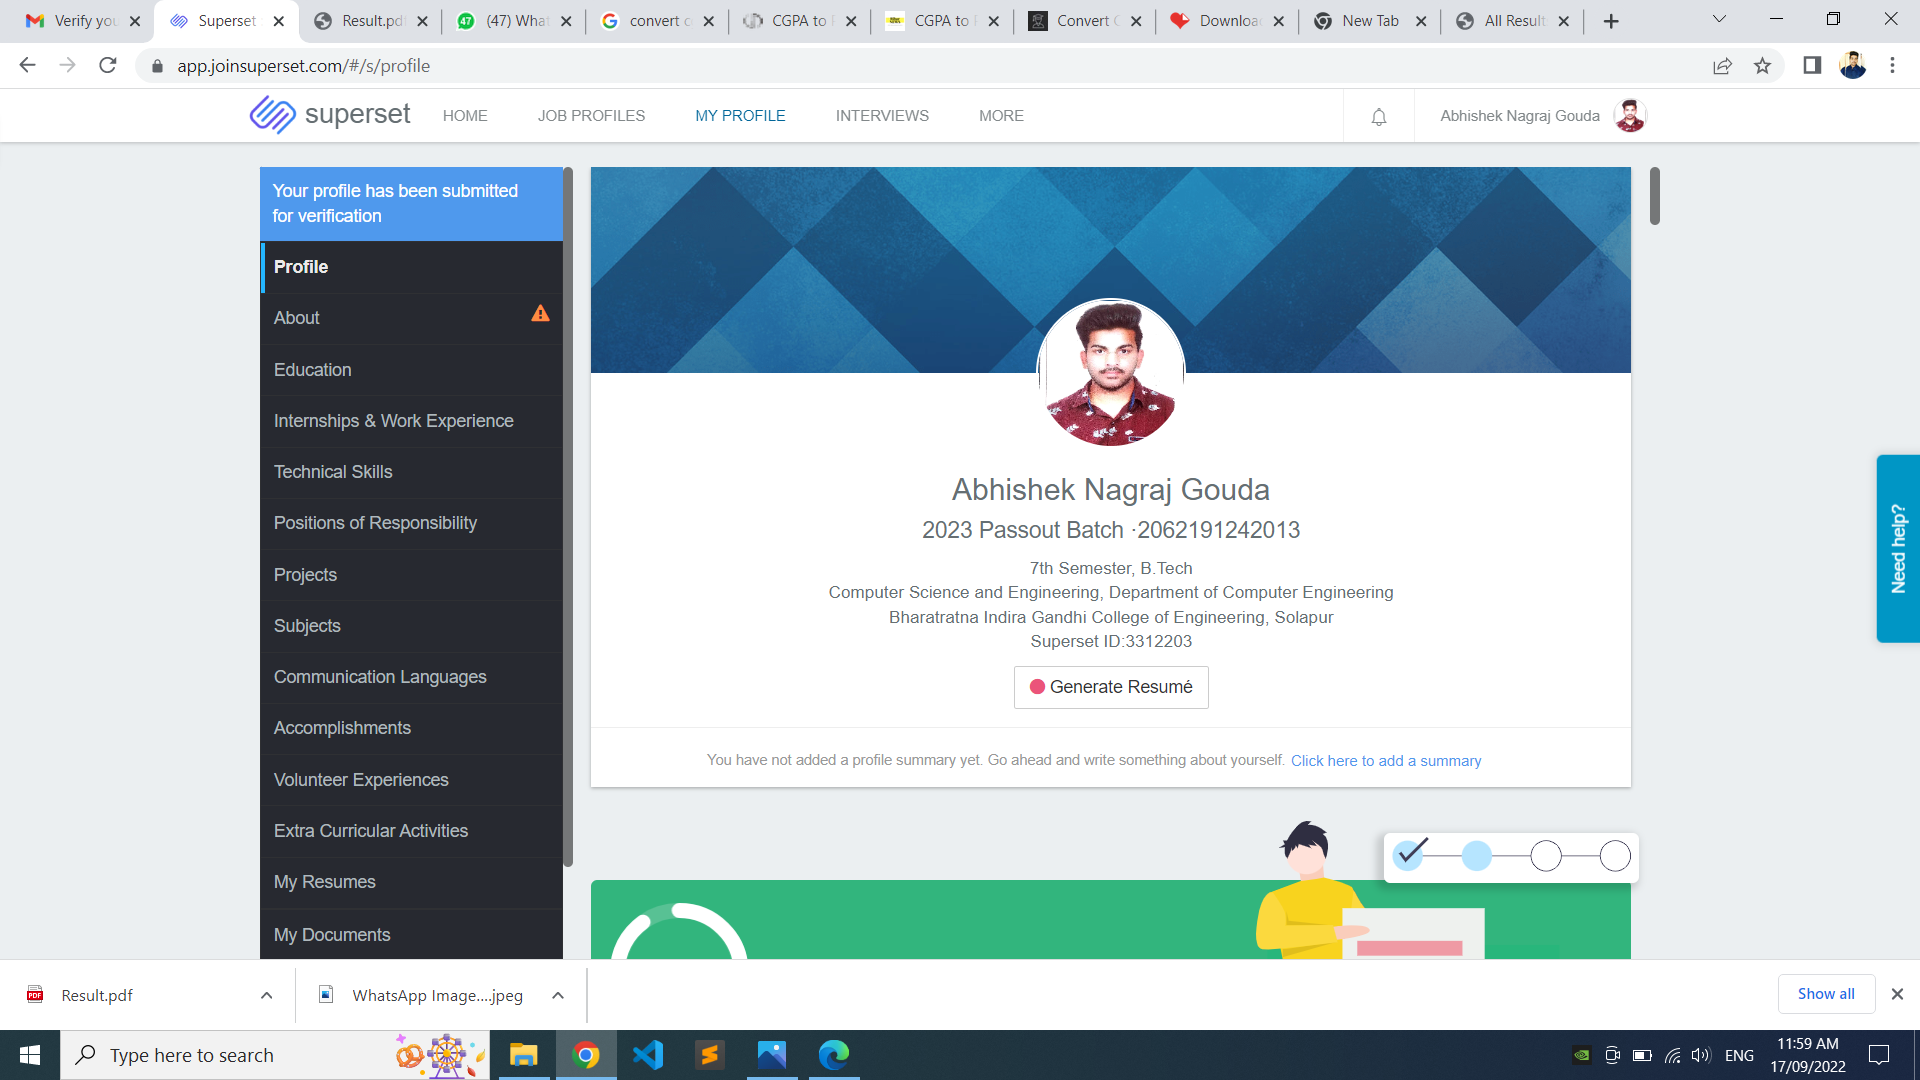 Verify you
Superset
Result.pdf
(47) What
convert c
CGPA to P
CGPA to P
Convert C
Download
New Tab
All Result
app.joinsuperset.com/#/s/profile
superset
HOME
JOB PROFILES
MY PROFILE
INTERVIEWS
MORE
Abhishek Nagraj Gouda
Your profile has been submitted
for verification
Profile
About
Education
Internships & Work Experience
Technical Skills
Positions of Responsibility
Projects
Subjects
Communication Languages
Accomplishments
Volunteer Experiences
Extra Curricular Activities
My Resumes
My Documents
Abhishek Nagraj Gouda
2023 Passout Batch ·2062191242013
7th Semester, B.Tech
Computer Science and Engineering, Department of Computer Engineering
Bharatratna Indira Gandhi College of Engineering, Solapur
Superset ID:3312203
Generate Resumé
You have not added a profile summary yet. Go ahead and write something about yourself. Click here to add a summary
Need help?
Result.pdf
WhatsApp Image....jpeg
Show all
Type here to search
ENG
11:59 AM
17/09/2022